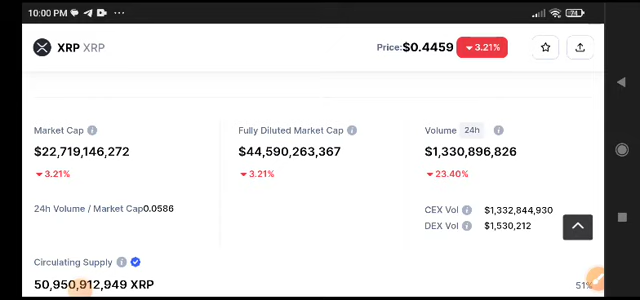 10:00 PM ... 74
XRP XRP Price:$0.4459 3.21%
Market Cap Fully Diluted Market Cap Volume 24h
$22,719,146,272 $44,590,263,367 $1,330,896,826
3.21% 3.21% 23.40%
24h Volume / Market Cap0.0586 CEX Vol $1,332,844,930
DEX Vol $1,530,212
Circulating Supply
50,950,912,949 XRP 51%